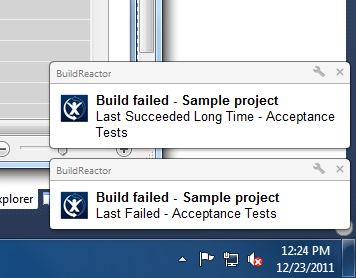 BuildReactor
Build failed - Sample project
Last Succeeded Long Time - Acceptance
Tests
BuildReactor
Build failed - Sample project
Last Failed - Acceptance Tests
xplorer
12:24 PM
12/23/2011